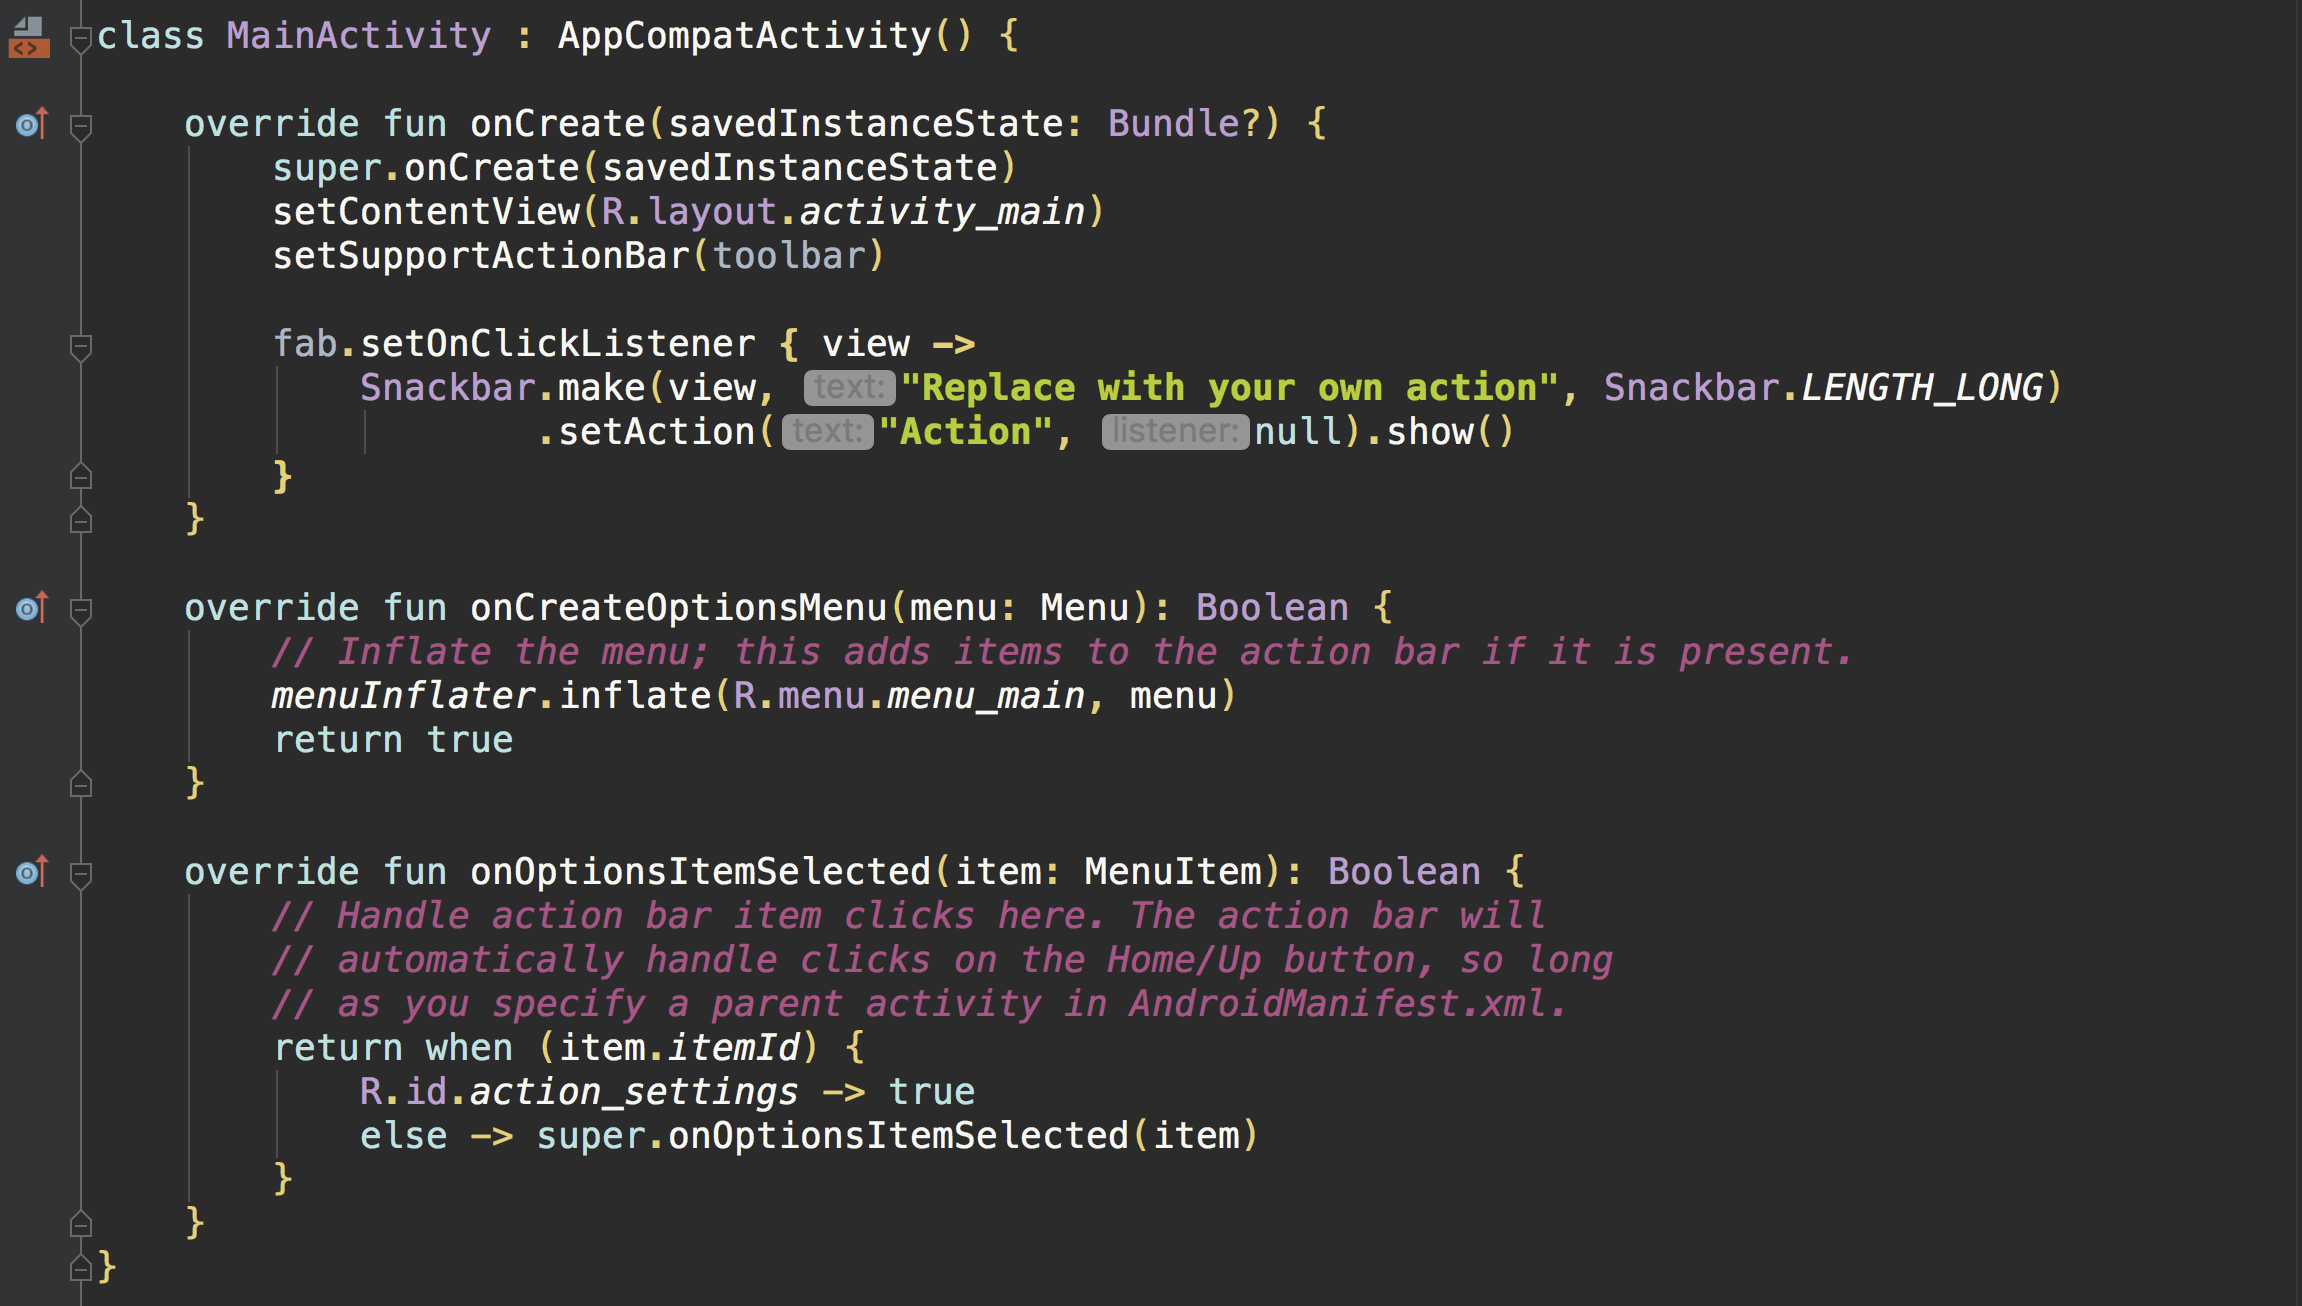 class MainActivity : AppCompatActivity() {
override fun onCreate(savedInstanceState: Bundle?) {
super.onCreate(savedInstanceState)
setContentView(R.layout.activity_main)
setSupportActionBar(toolbar)
fab.setOnClickListener { view ->
Snackbar.make(view, text: "Replace with your own action", Snackbar.LENGTH_LONG)
.setAction( text: "Action", listener: null).show()
}
}
override fun onCreateOptionsMenu(menu: Menu): Boolean {
// Inflate the menu; this adds items to the action bar if it is present.
menuInflater.inflate(R.menu.menu_main, menu)
return true
}
override fun onOptionsItemSelected(item: MenuItem): Boolean {
// Handle action bar item clicks here. The action bar will
// automatically handle clicks on the Home/Up button, so long
// as you specify a parent activity in AndroidManifest.xml.
return when (item.itemId) {
R.id.action_settings -> true
else -> super.onOptionsItemSelected(item)
}
}
}